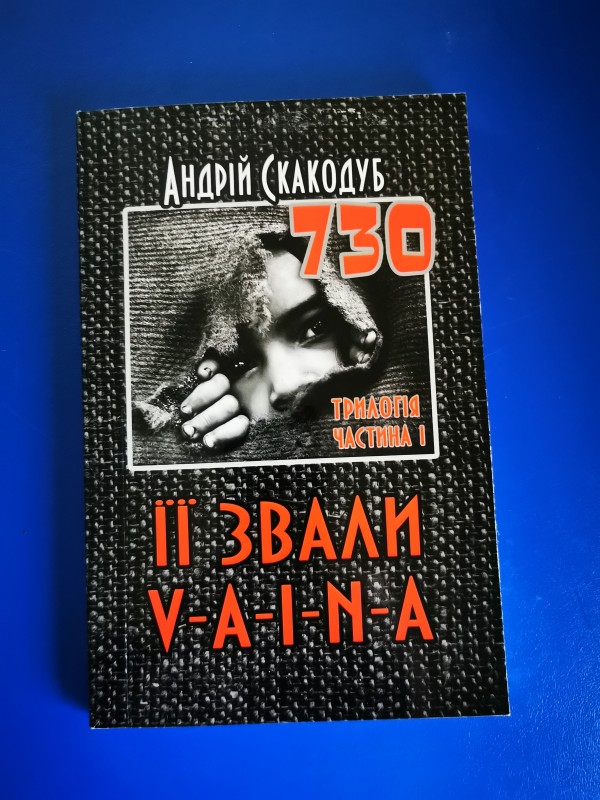 Андрій Скакодуб
730
Трилогія
Частина I
Її звали
V-A-I-N-A